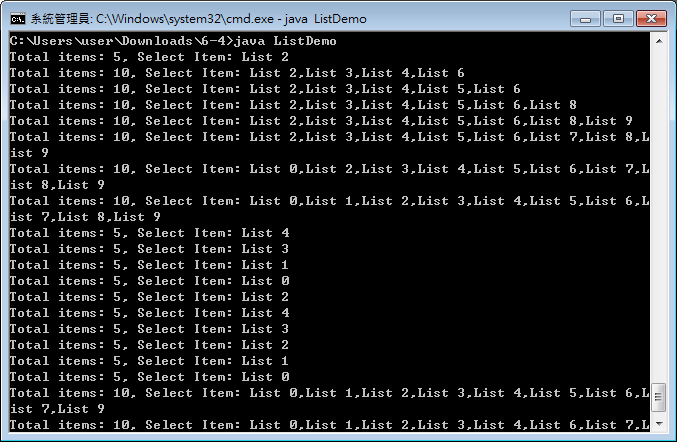 系統管理員: C:\Windows\system32\cmd.exe - java  ListDemo
C:\Users\user\Downloads\6-4>java ListDemo
Total items: 5, Select Item: List 2
Total items: 10, Select Item: List 2,List 3,List 4,List 6
Total items: 10, Select Item: List 2,List 3,List 4,List 5,List 6
Total items: 10, Select Item: List 2,List 3,List 4,List 5,List 6,List 8
Total items: 10, Select Item: List 2,List 3,List 4,List 5,List 6,List 8,List 9
Total items: 10, Select Item: List 2,List 3,List 4,List 5,List 6,List 7,List 8,L
ist 9
Total items: 10, Select Item: List 0,List 2,List 3,List 4,List 5,List 6,List 7,L
ist 8,List 9
Total items: 10, Select Item: List 0,List 1,List 2,List 3,List 4,List 5,List 6,L
ist 7,List 8,List 9
Total items: 5, Select Item: List 4
Total items: 5, Select Item: List 3
Total items: 5, Select Item: List 1
Total items: 5, Select Item: List 0
Total items: 5, Select Item: List 2
Total items: 5, Select Item: List 4
Total items: 5, Select Item: List 3
Total items: 5, Select Item: List 2
Total items: 5, Select Item: List 1
Total items: 5, Select Item: List 0
Total items: 10, Select Item: List 0,List 1,List 2,List 3,List 4,List 5,List 6,L
ist 7,List 9
Total items: 10, Select Item: List 0,List 1,List 2,List 3,List 4,List 6,List 7,L